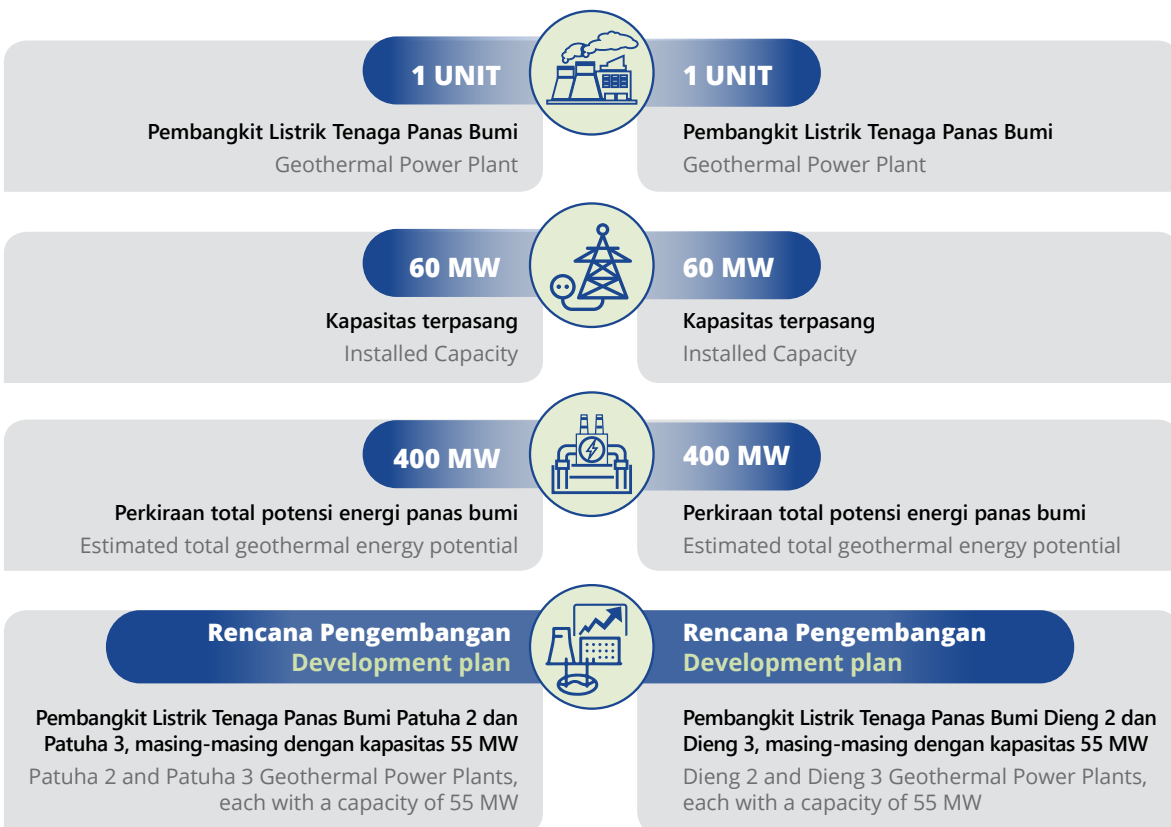 1 UNIT
Pembangkit Listrik Tenaga Panas Bumi
Geothermal Power Plant
1 UNIT
Pembangkit Listrik Tenaga Panas Bumi
Geothermal Power Plant
60 MW
Kapasitas terpasang
Installed Capacity
60 MW
Kapasitas terpasang
Installed Capacity
400 MW
Perkiraan total potensi energi panas bumi
Estimated total geothermal energy potential
400 MW
Perkiraan total potensi energi panas bumi
Estimated total geothermal energy potential
Rencana Pengembangan
Development plan
Pembangkit Listrik Tenaga Panas Bumi Patuha 2 dan
Patuha 3, masing-masing dengan kapasitas 55 MW
Patuha 2 and Patuha 3 Geothermal Power Plants,
each with a capacity of 55 MW
Rencana Pengembangan
Development plan
Pembangkit Listrik Tenaga Panas Bumi Dieng 2 dan
Dieng 3, masing-masing dengan kapasitas 55 MW
Dieng 2 and Dieng 3 Geothermal Power Plants,
each with a capacity of 55 MW